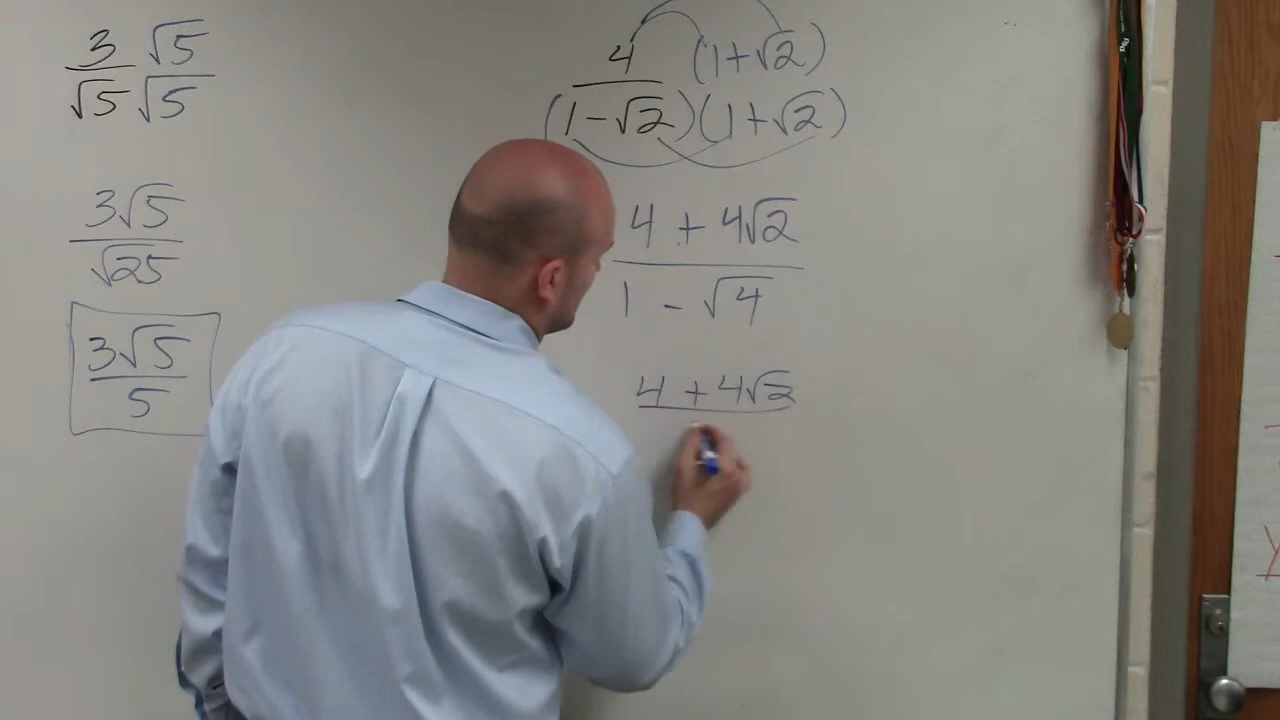 3 √5
√5 √5
3√5
√25
3√5
5
4 (1+√2)
(1-√2)(1+√2)
4 + 4√2
1 - √4
4 + 4√2